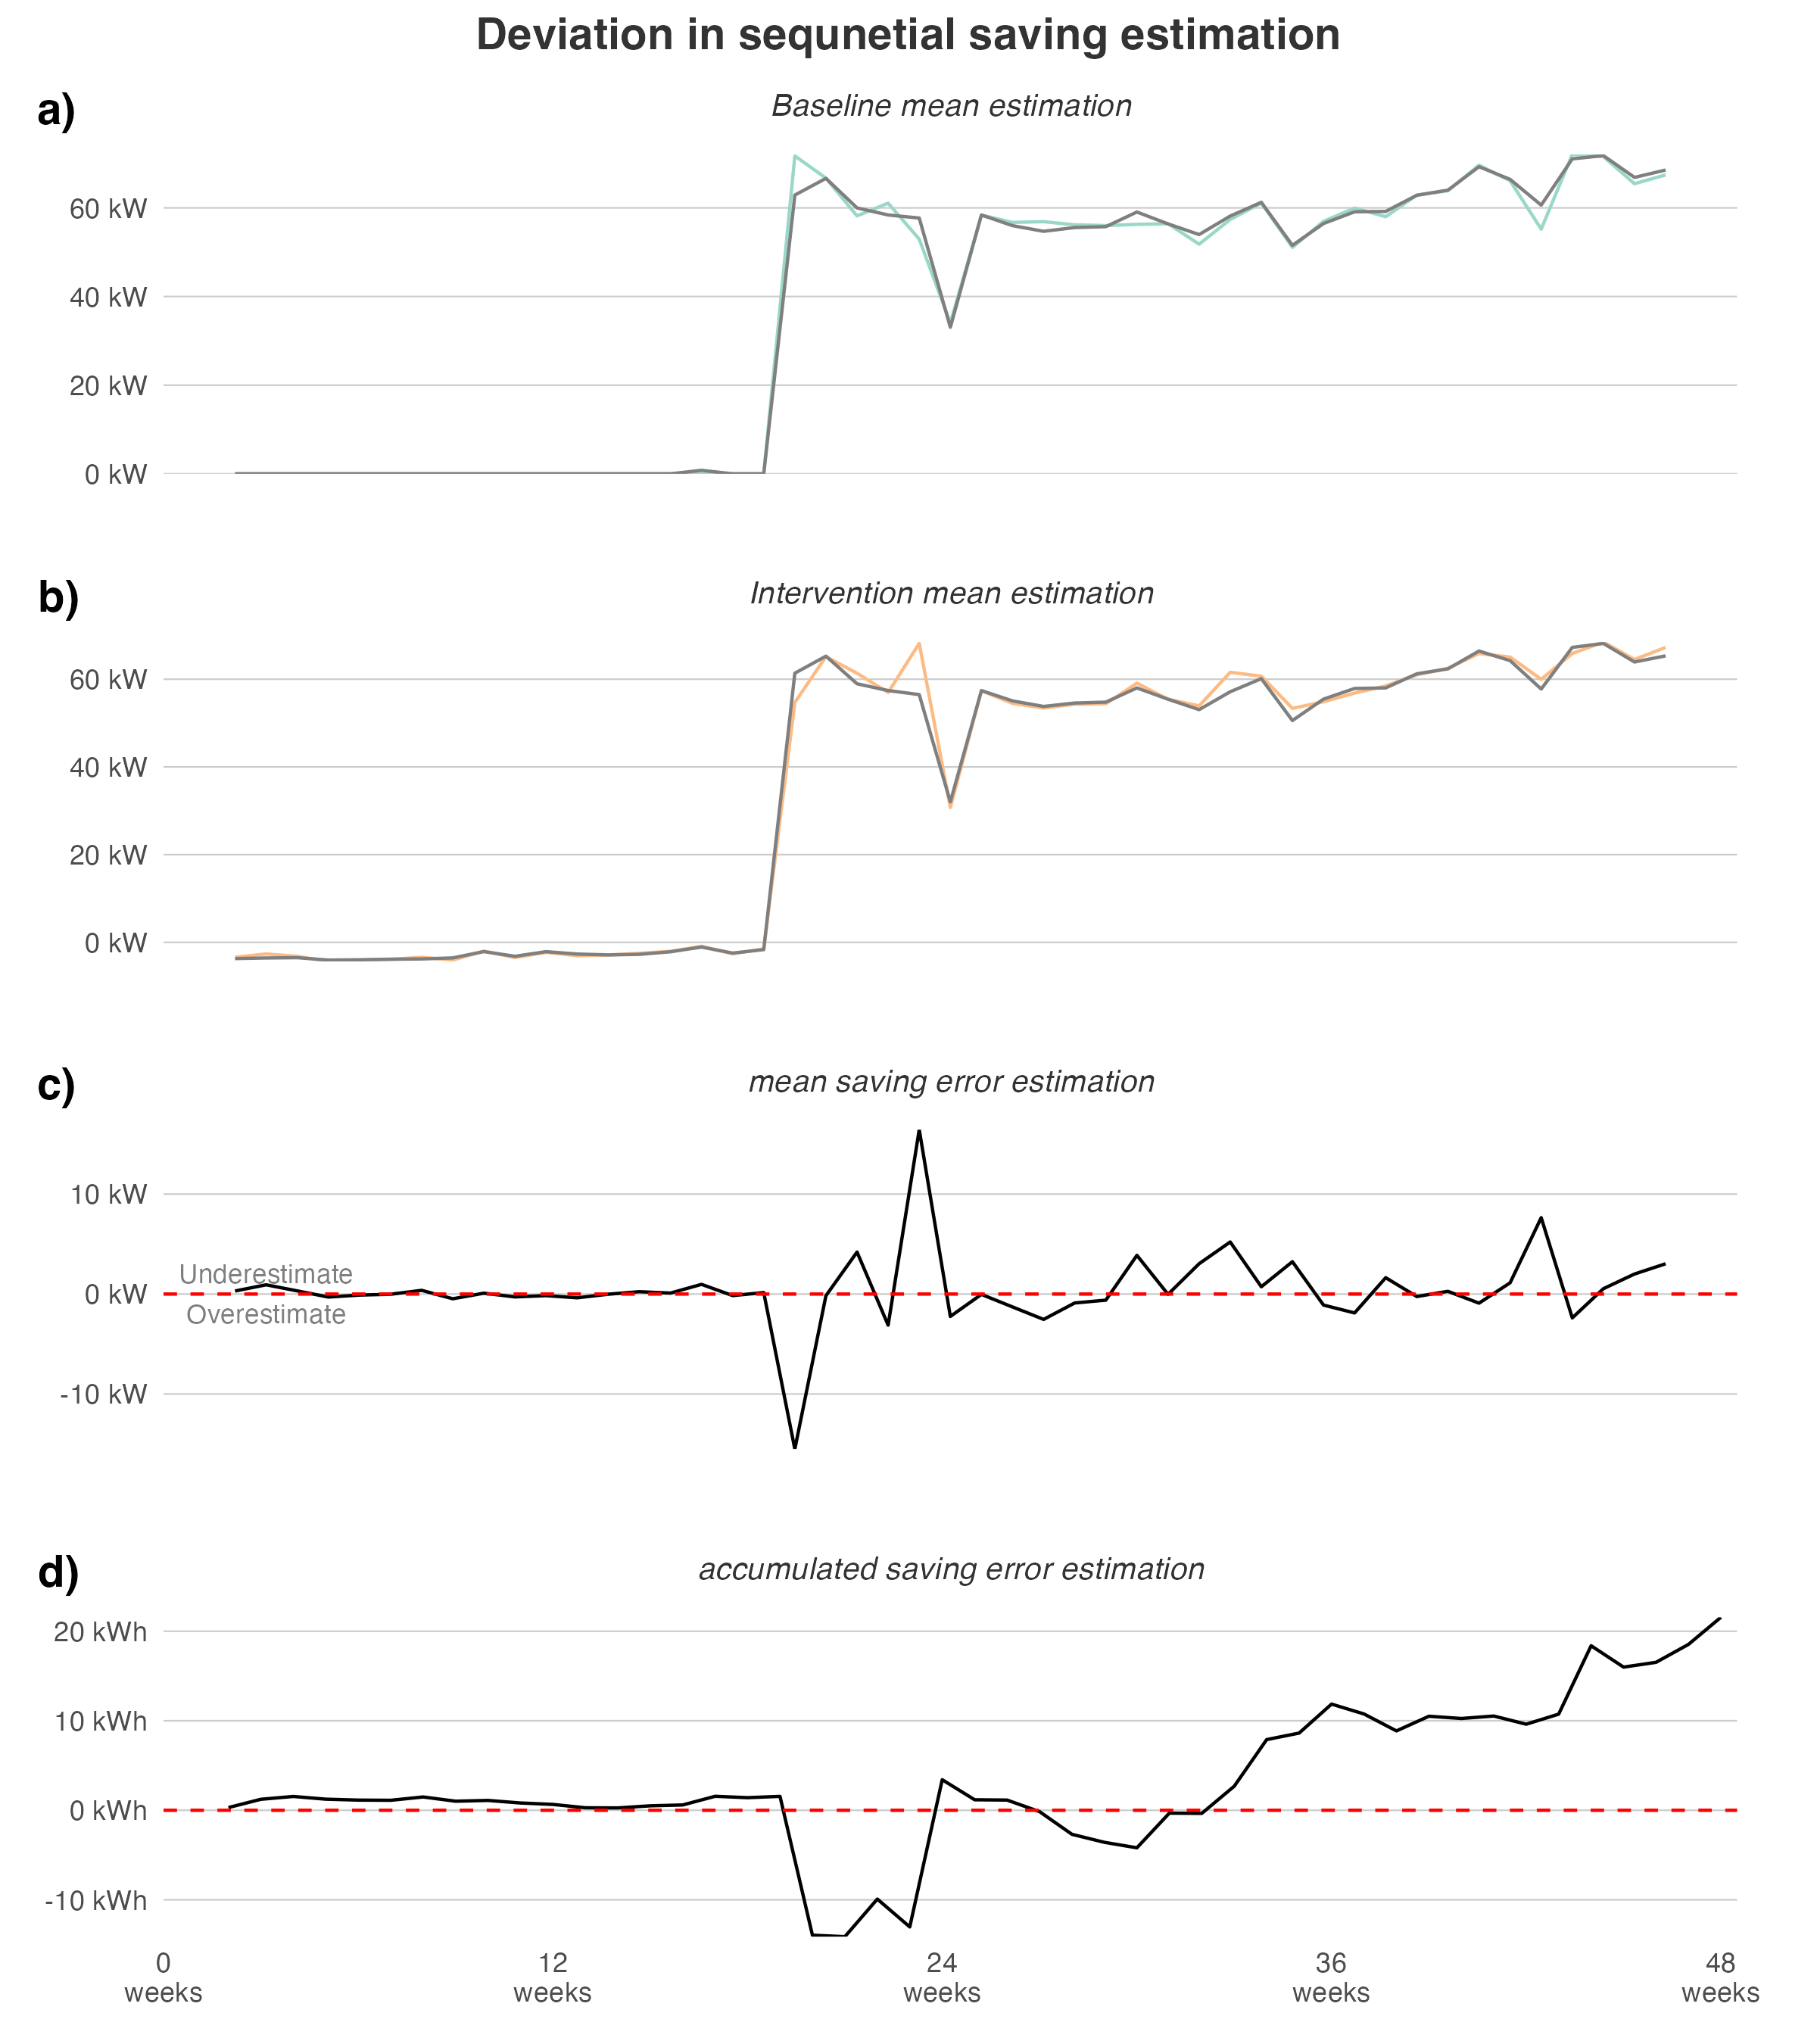 Deviation in sequnetial saving estimation
a)
Baseline mean estimation
60 kW
40 kW
20 kW
0 kW
b)
Intervention mean estimation
60 kW
40 kW
20 kW
0 kW
c)
mean saving error estimation
10 kW
Underestimate
0 kW
Overestimate
-10 kW
d)
accumulated saving error estimation
20 kWh
10 kWh
0 kWh
-10 kWh
0 12 24 36 48
weeks weeks weeks weeks weeks